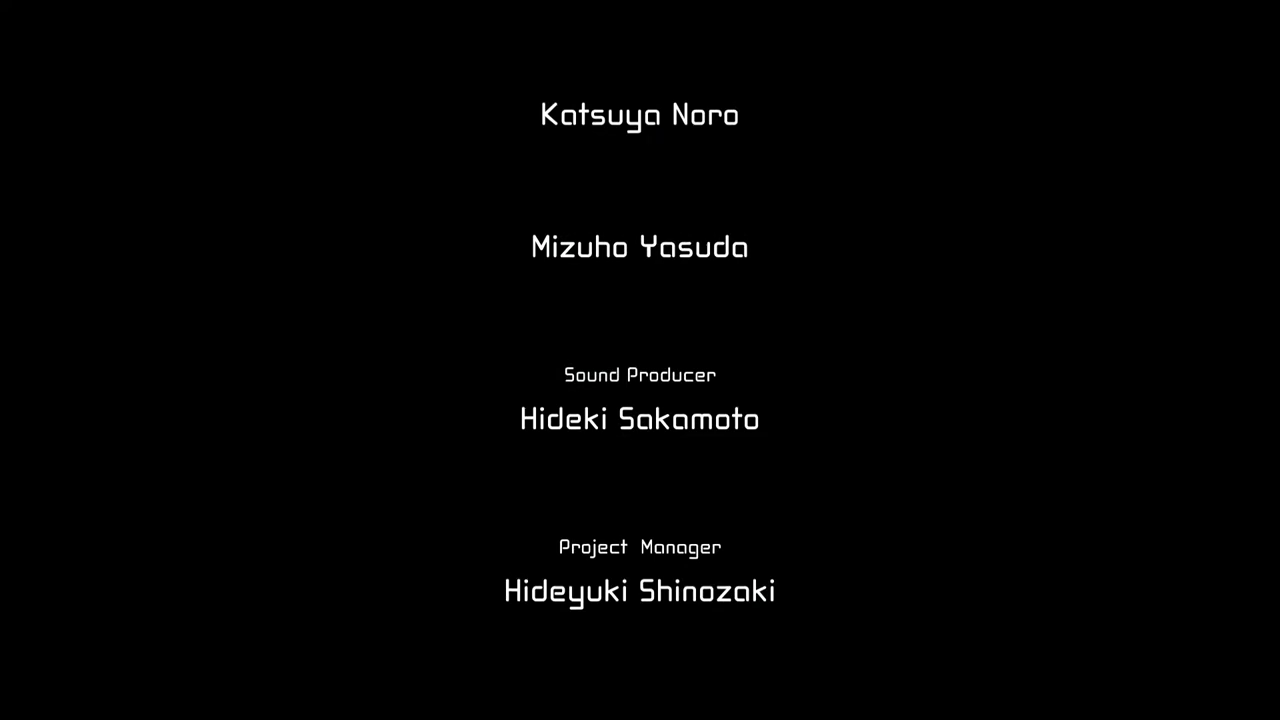 Katsuya Noro
Mizuho Yasuda
Sound Producer
Hideki Sakamoto
Project Manager
Hideyuki Shinozaki